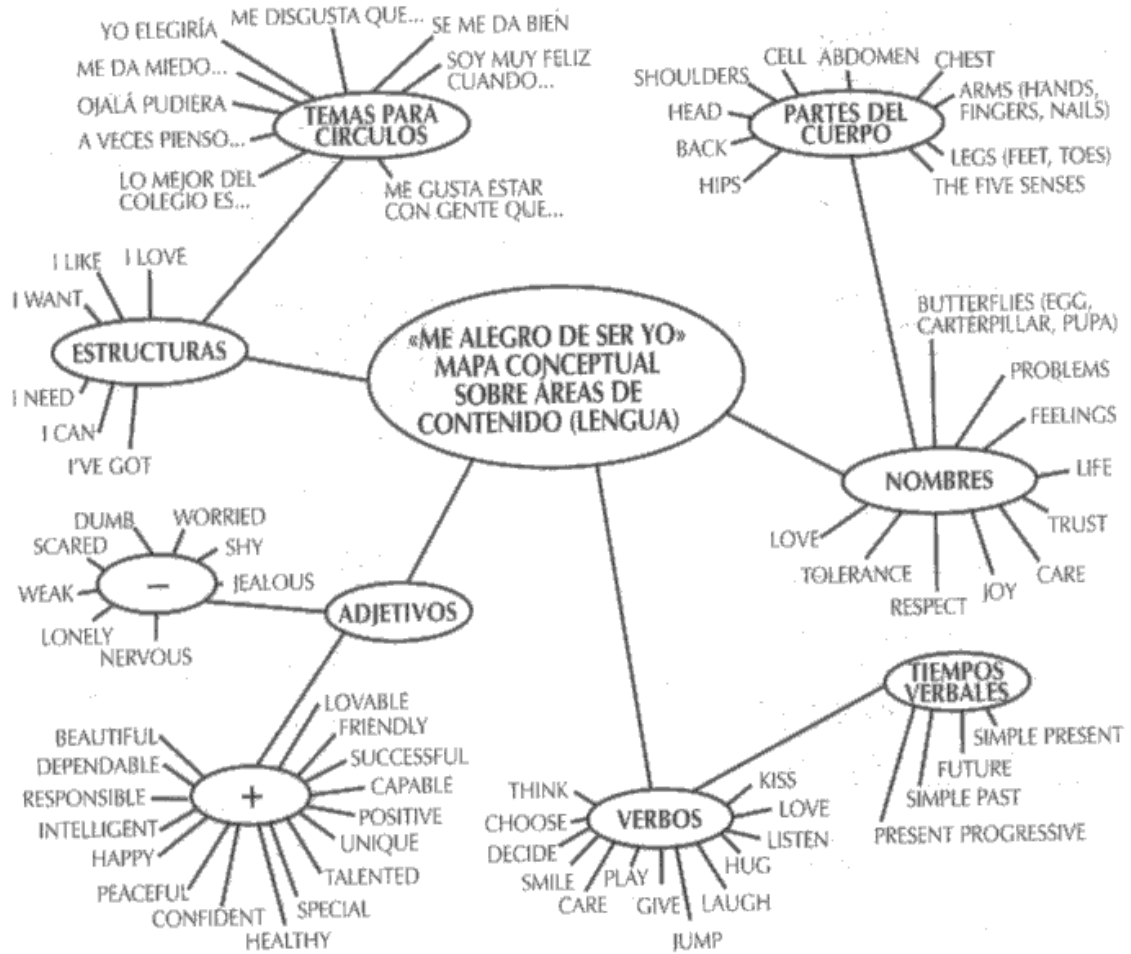 YO ELEGIRÍA
ME DISGUSTA QUE...
SE ME DA BIEN
ME DA MIEDO...
SOY MUY FELIZ
CUANDO...
OJALÁ PUDIERA
A VECES PIENSO...
TEMAS PARA
CÍRCULOS
LO MEJOR DEL
COLEGIO ES...
ME GUSTA ESTAR
CON GENTE QUE...
CELL
ABDOMEN
CHEST
SHOULDERS
HEAD
BACK
HIPS
PARTES DEL
CUERPO
ARMS (HANDS,
FINGERS, NAILS)
LEGS (FEET, TOES)
THE FIVE SENSES
I LIKE
I LOVE
I WANT
ESTRUCTURAS
I NEED
I CAN
I'VE GOT
«ME ALEGRO DE SER YO»
MAPA CONCEPTUAL
SOBRE ÁREAS DE
CONTENIDO (LENGUA)
BUTTERFLIES (EGG,
CARTERPILLAR, PUPA)
PROBLEMS
FEELINGS
NOMBRES
LIFE
TRUST
LOVE
TOLERANCE
RESPECT
JOY
CARE
DUMB
WORRIED
SCARED
SHY
–
WEAK
JEALOUS
LONELY
NERVOUS
ADJETIVOS
LOVABLE
FRIENDLY
BEAUTIFUL
SUCCESSFUL
DEPENDABLE
CAPABLE
RESPONSIBLE
+
POSITIVE
INTELLIGENT
UNIQUE
HAPPY
TALENTED
PEACEFUL
CONFIDENT
SPECIAL
HEALTHY
TIEMPOS
VERBALES
SIMPLE PRESENT
FUTURE
SIMPLE PAST
PRESENT PROGRESSIVE
THINK
KISS
CHOOSE
VERBOS
LOVE
DECIDE
LISTEN
SMILE
PLAY
HUG
CARE
GIVE
LAUGH
JUMP